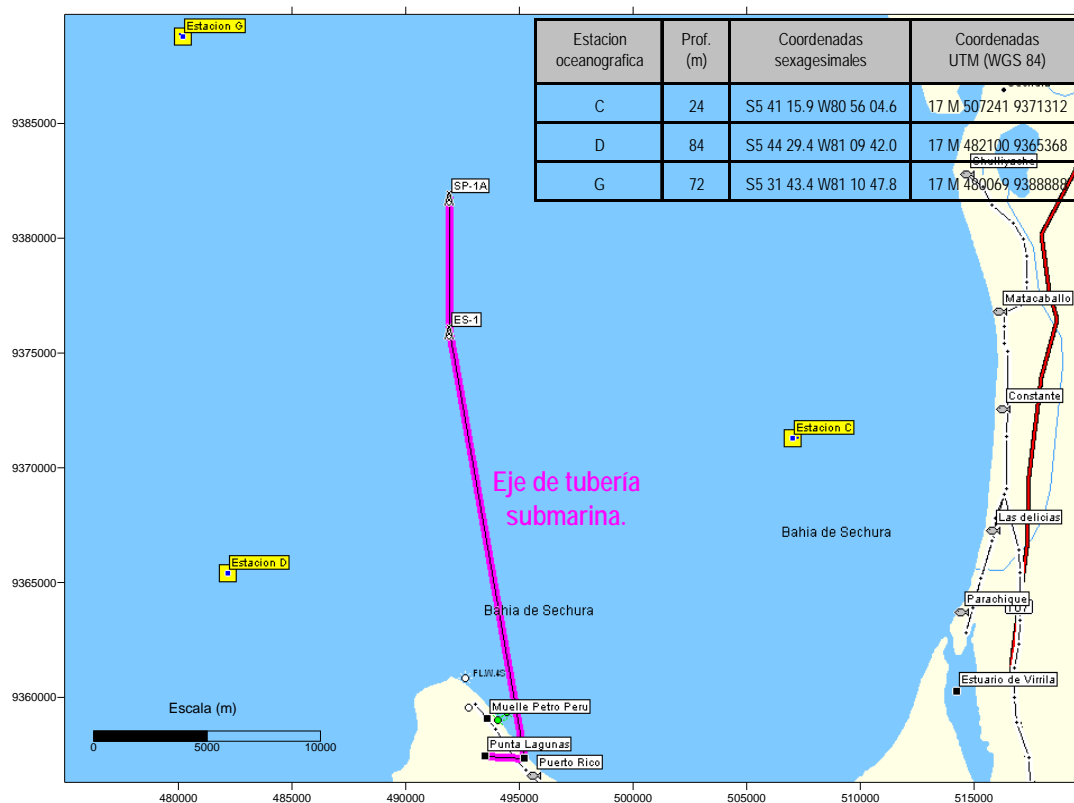 Estacion G
Estacion oceanografica
Prof. (m)
Coordenadas sexagesimales
Coordenadas UTM (WGS 84)
C 24 S5 41 15.9 W80 56 04.6 17 M 507241 9371312
D 84 S5 44 29.4 W81 09 42.0 17 M 482100 9365368
G 72 S5 31 43.4 W81 10 47.8 17 M 480069 9388888
9385000
Chulliyache
SP-1A
9380000
Matacaballo
ES-1
9375000
Constante
Estacion C
9370000
Eje de tubería
submarina.
Las delicias
Bahia de Sechura
Estacion D
9365000
Parachique
Bahia de Sechura
107
FL.W.4S
Estuario de Virrila
9360000
Muelle Petro Peru
Escala (m)
0 5000 10000
Punta Lagunas
Puerto Rico
480000 485000 490000 495000 500000 505000 510000 515000